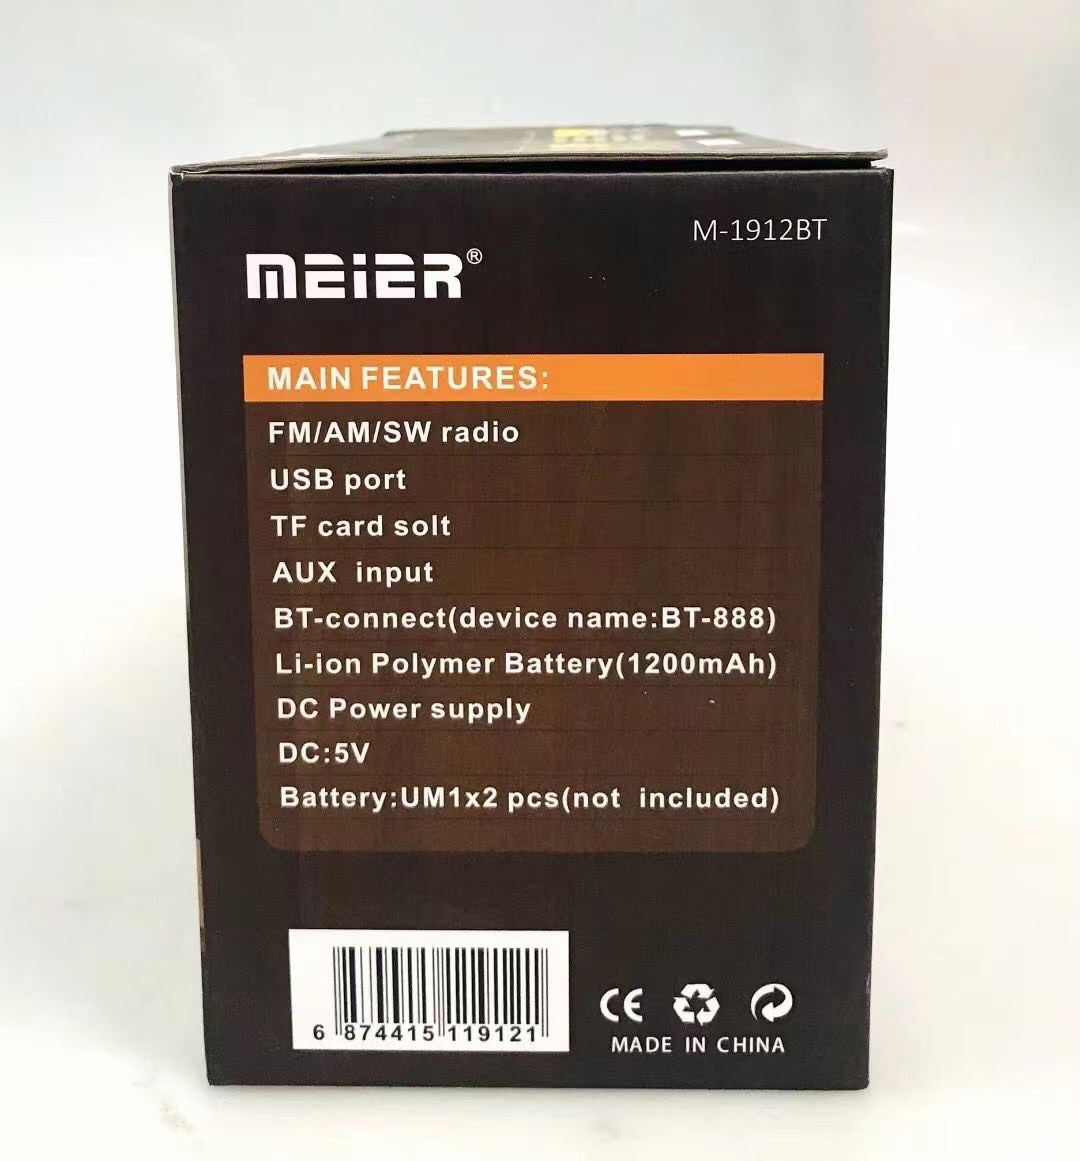 M-1912BT
MEiER®
MAIN FEATURES:
FM/AM/SW radio
USB port
TF card solt
AUX input
BT-connect(device name:BT-888)
Li-ion Polymer Battery(1200mAh)
DC Power supply
DC:5V
Battery:UM1x2 pcs(not included)
6 874415 119121
CE
MADE IN CHINA